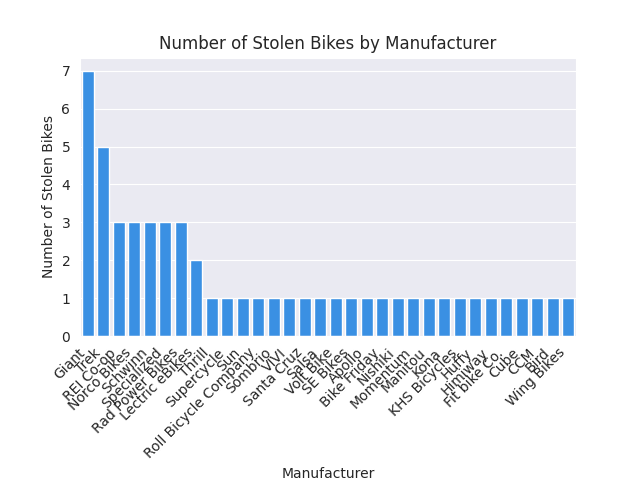 Number of Stolen Bikes by Manufacturer
Number of Stolen Bikes
7
6
5
4
3
2
1
0
Giant
Trek
REI Co-op
Norco Bikes
Schwinn
Specialized
Rad Power Bikes
Lectric eBikes
Thrill
Supercycle
Sun
Roll Bicycle Company
Sombrio
VIVI
Santa Cruz
Salsa
Volt Bike
SE Bikes
Apollo
Bike Friday
Nishiki
Momentum
Manitou
Kona
KHS Bicycles
Huffy
Himiway
Fit bike Co.
Cube
CCM
Bird
Wing Bikes
Manufacturer